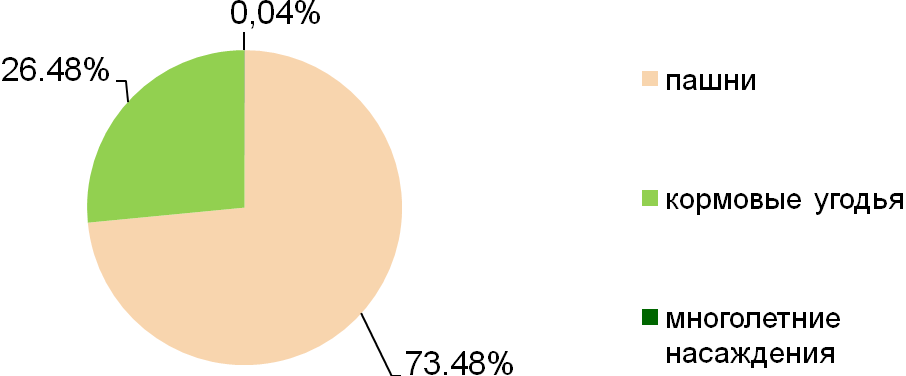 0,04%
26.48%
73.48%
пашни
кормовые угодья
многолетние
насаждения